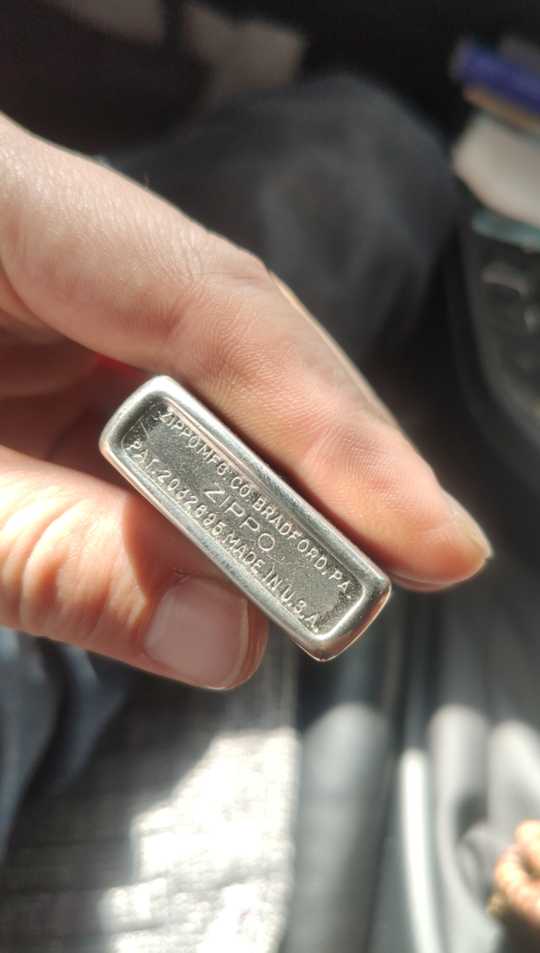 ZIPPO MFG. CO. BRADFORD. PA.
ZIPPO
PAT. 2032695. MADE IN U.S.A.